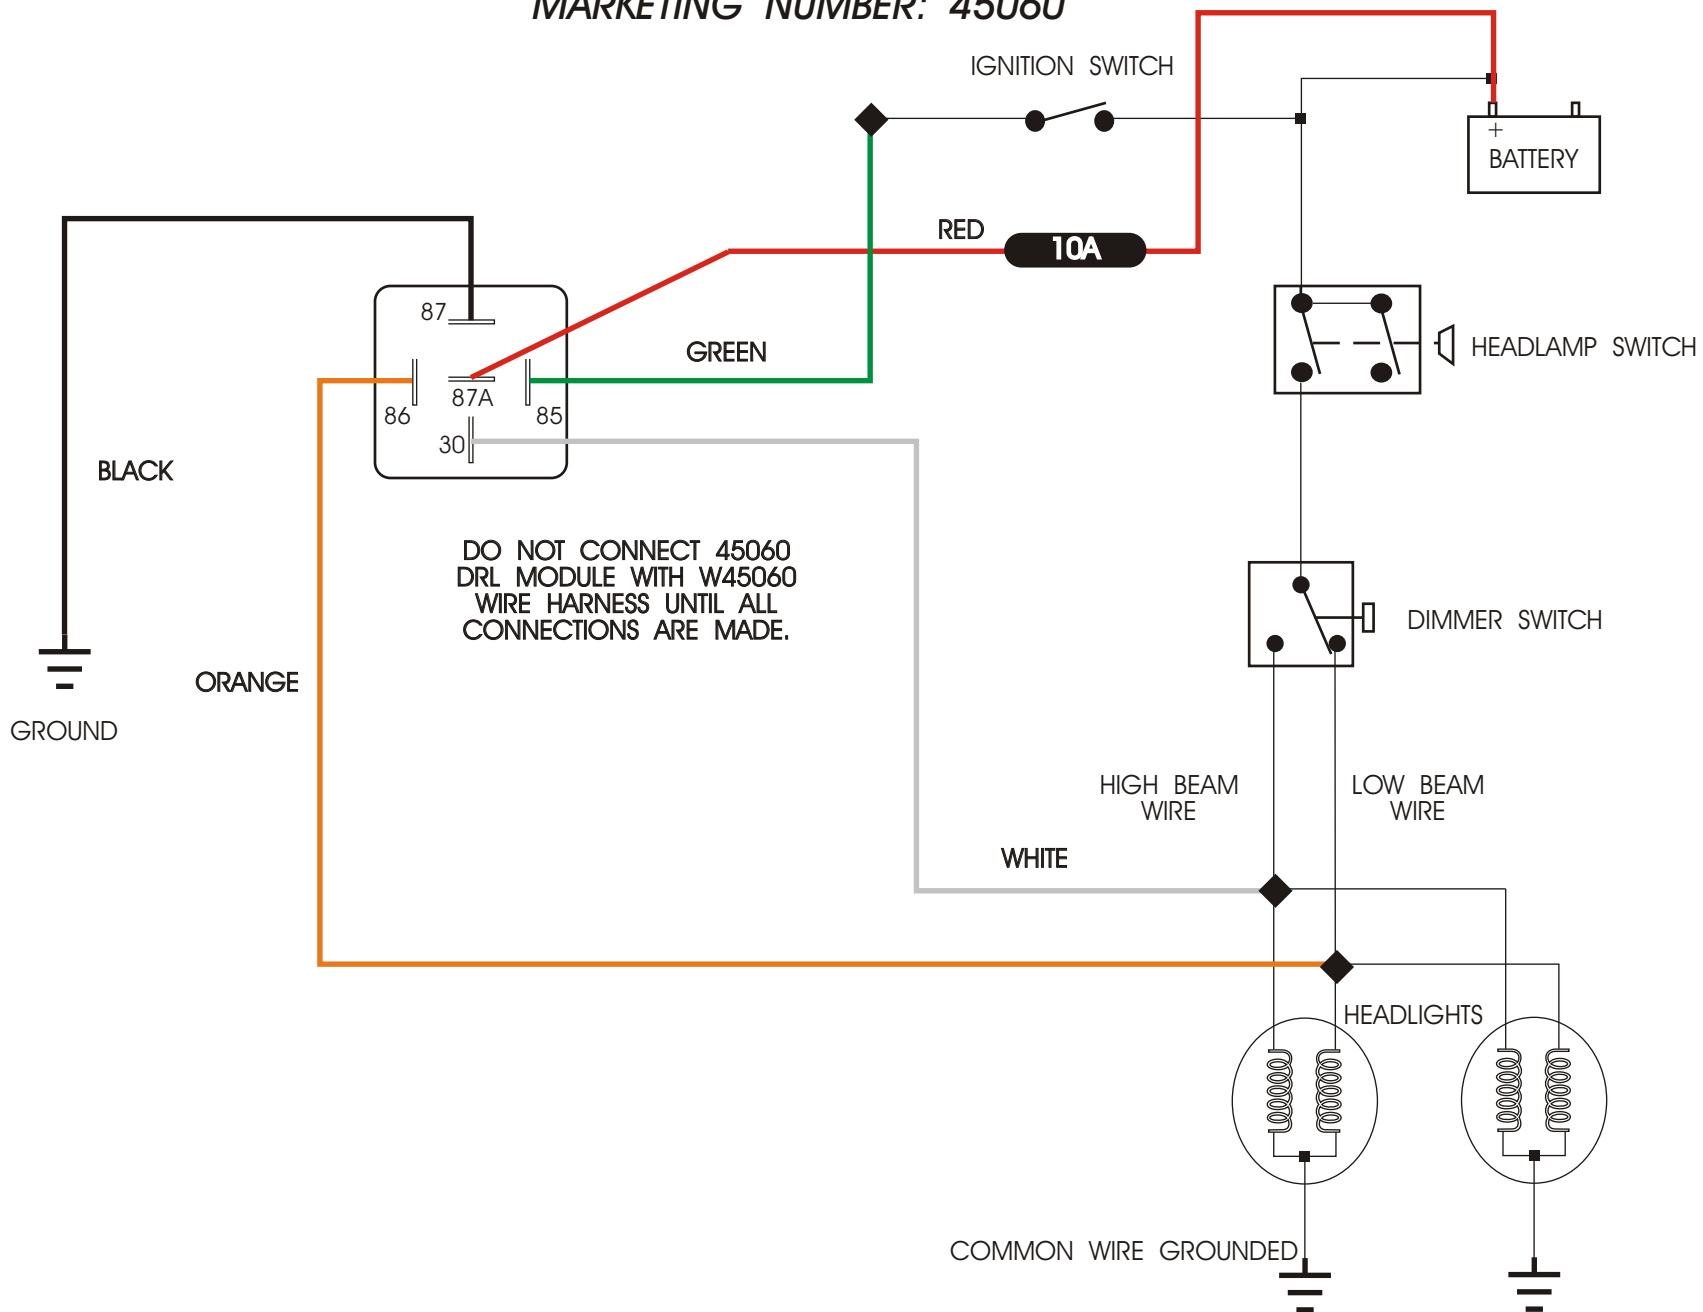 MARKETING NUMBER: 45060
IGNITION SWITCH
+
BATTERY
RED
10A
87
GREEN
HEADLAMP SWITCH
87A
86
85
30
BLACK
DO NOT CONNECT 45060
DRL MODULE WITH W45060
WIRE HARNESS UNTIL ALL
CONNECTIONS ARE MADE.
DIMMER SWITCH
ORANGE
GROUND
HIGH BEAM
WIRE
LOW BEAM
WIRE
WHITE
HEADLIGHTS
COMMON WIRE GROUNDED